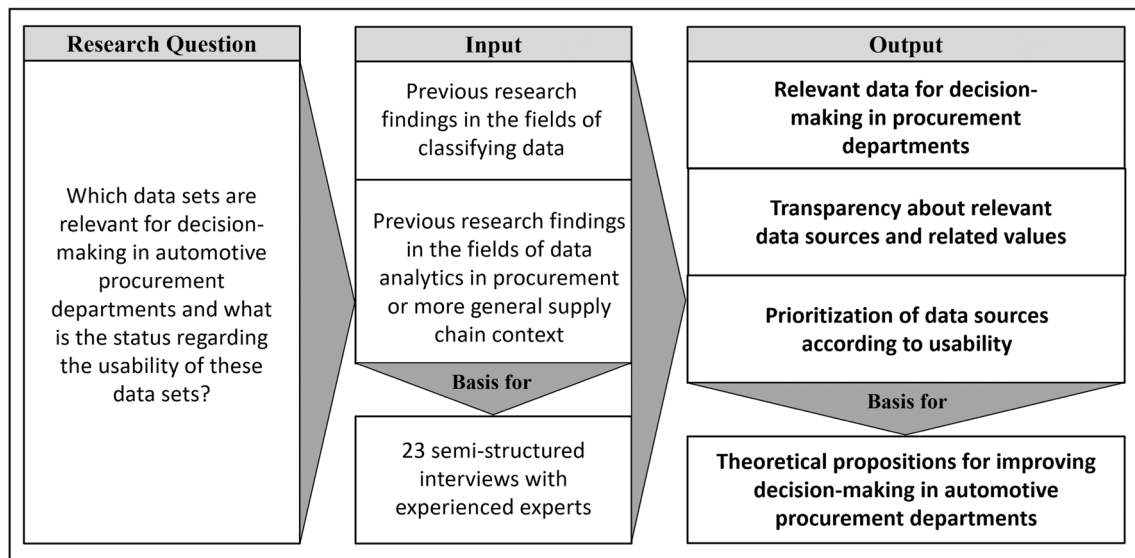 Research Question
Which data sets are
relevant for decision-
making in automotive
procurement
departments and what
is the status regarding
the usability of these
data sets?
Input
Previous research
findings in the fields of
classifying data
Previous research findings
in the fields of data
analytics in procurement
or more general supply
chain context
Basis for
23 semi-structured
interviews with
experienced experts
Output
Relevant data for decision-
making in procurement
departments
Transparency about relevant
data sources and related values
Prioritization of data sources
according to usability
Basis for
Theoretical propositions for improving
decision-making in automotive
procurement departments